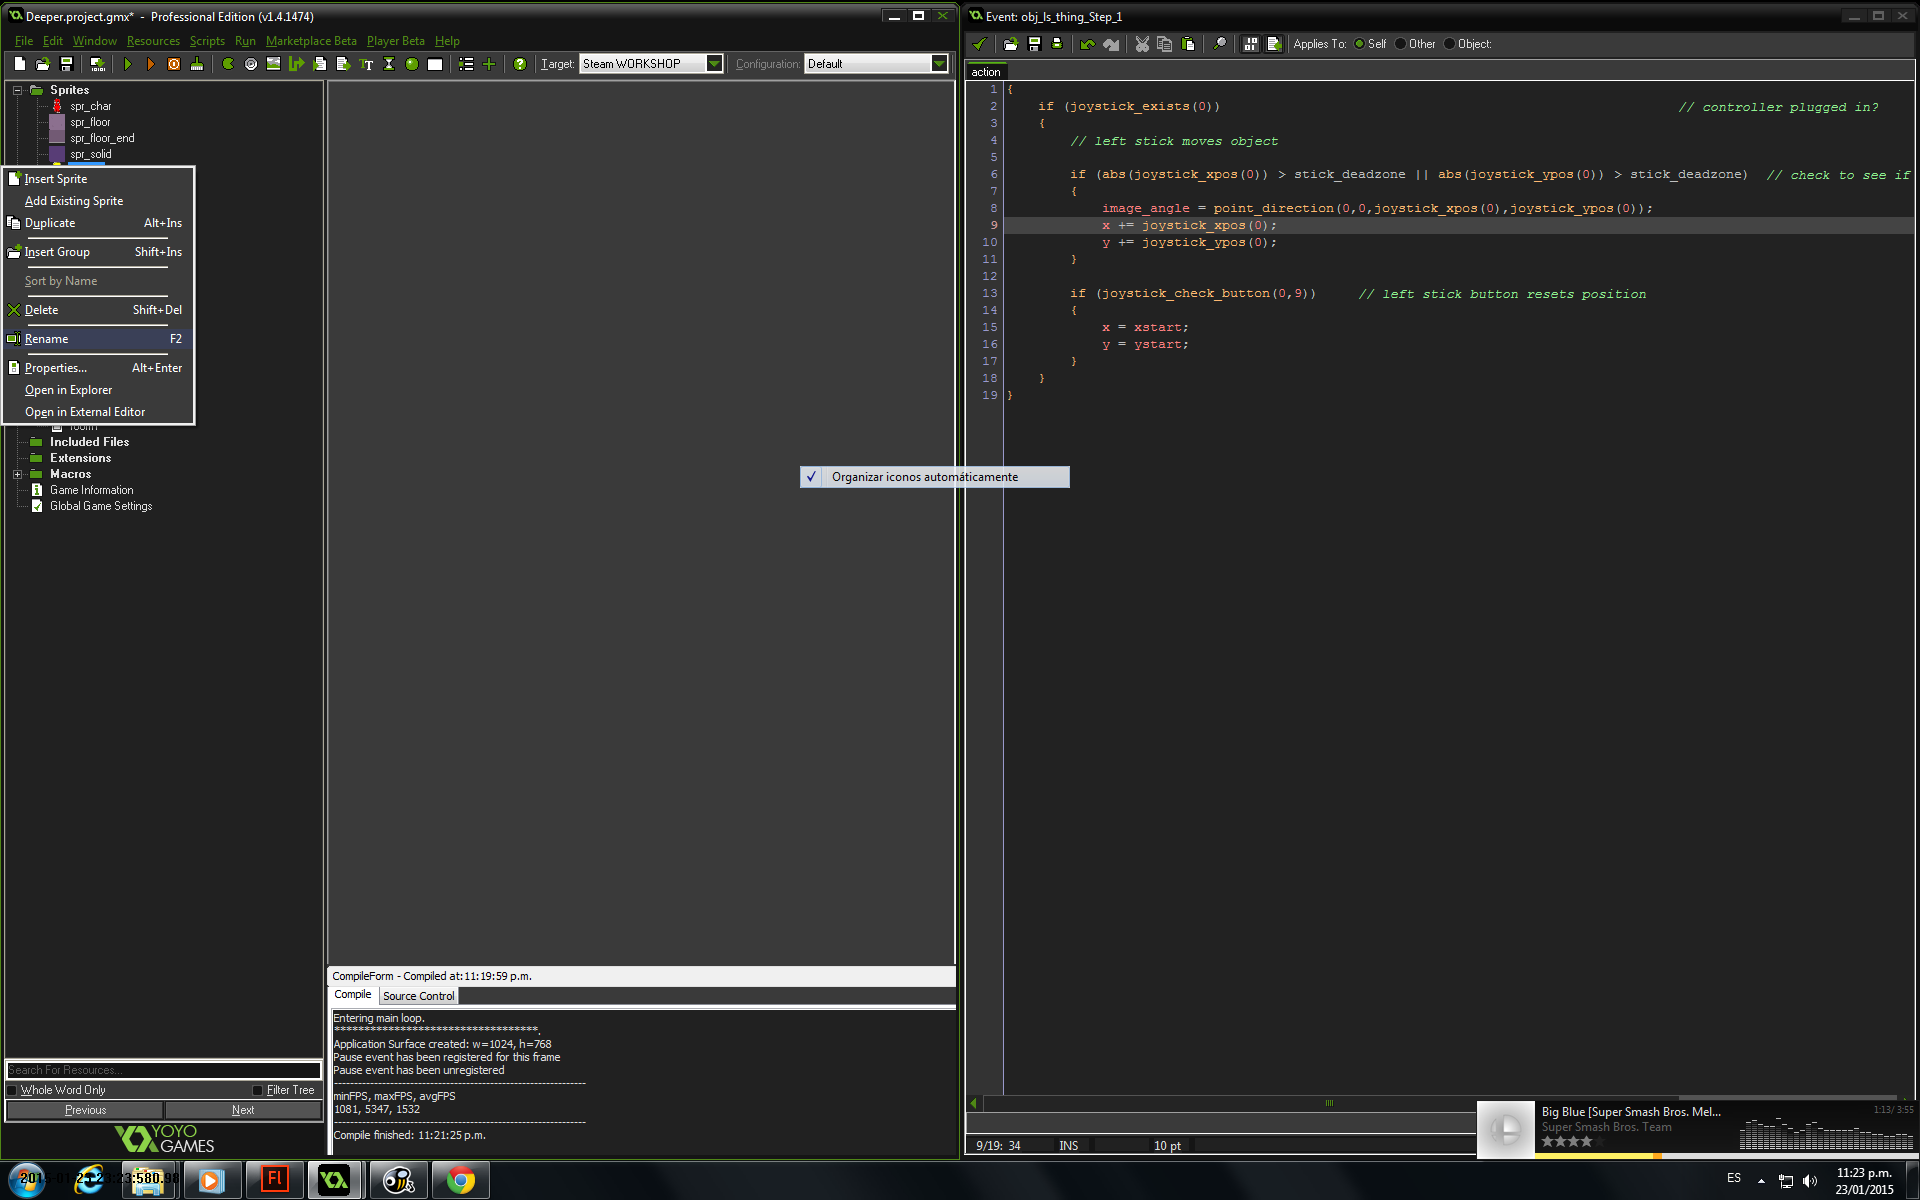 Deeper.project.gmx* - Professional Edition (v1.4.1474)
File Edit Window Resources Scripts Run Marketplace Beta Player Beta Help
Target: Steam WORKSHOP Configuration: Default
Sprites
spr_char
spr_floor
spr_floor_end
spr_solid
Insert Sprite
Add Existing Sprite
Duplicate Alt+Ins
Insert Group Shift+Ins
Sort by Name
Delete Shift+Del
Rename F2
Properties... Alt+Enter
Open in Explorer
Open in External Editor
Included Files
Extensions
Macros
Game Information
Global Game Settings
Search For Resources...
Whole Word Only Filter Tree
Previous Next
YOYO
GAMES
Organizar iconos automáticamente
CompileForm - Compiled at:11:19:59 p.m.
Compile Source Control
Entering main loop.
**********************************.
Application Surface created: w=1024, h=768
Pause event has been registered for this frame
Pause event has been unregistered
minFPS, maxFPS, avgFPS
1081, 5347, 1532
Compile finished: 11:21:25 p.m.
Event: obj_ls_thing_Step_1
Applies To: Self Other Object:
action
1 {
2 if (joystick_exists(0)) // controller plugged in?
3 {
4 // left stick moves object
5
6 if (abs(joystick_xpos(0)) > stick_deadzone || abs(joystick_ypos(0)) > stick_deadzone) // check to see if
7 {
8 image_angle = point_direction(0,0,joystick_xpos(0),joystick_ypos(0));
9 x += joystick_xpos(0);
10 y += joystick_ypos(0);
11 }
12
13 if (joystick_check_button(0,9)) // left stick button resets position
14 {
15 x = xstart;
16 y = ystart;
17 }
18 }
19 }
9/19: 34 INS 10 pt
Big Blue [Super Smash Bros. Mel... 1:13/ 3:55
Super Smash Bros. Team
Fl
ES
11:23 p.m.
23/01/2015